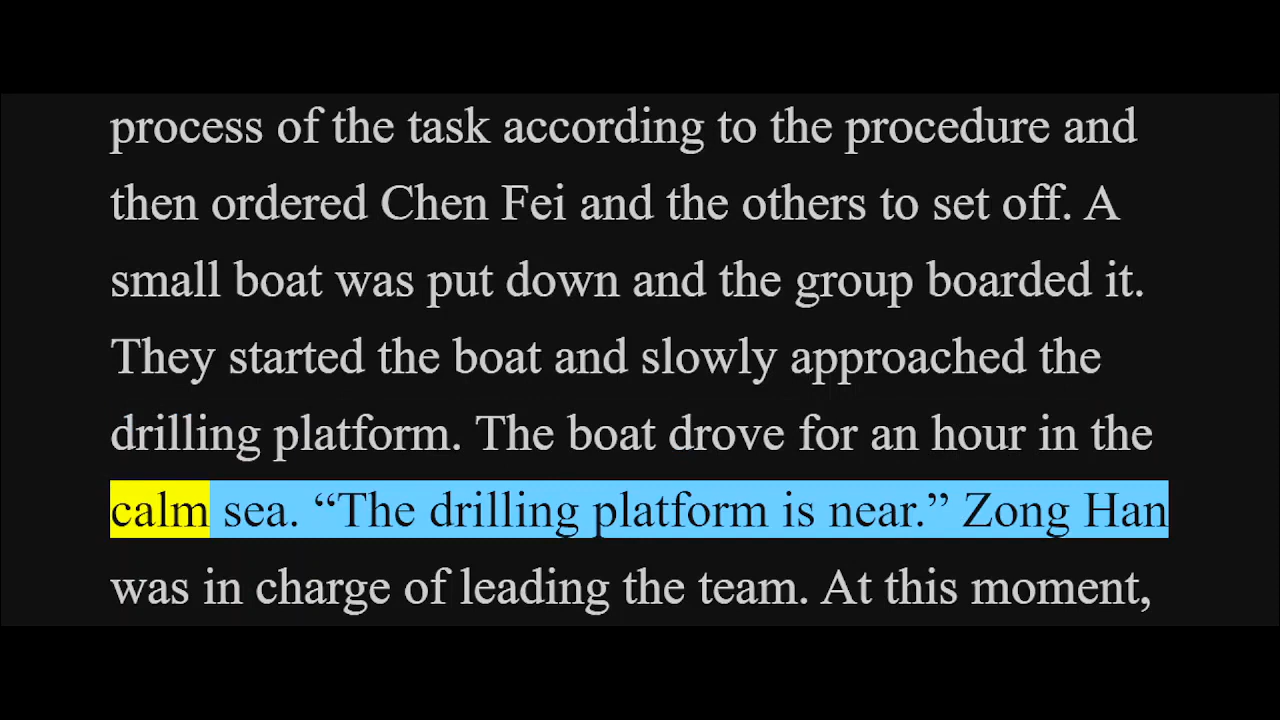 process of the task according to the procedure and
then ordered Chen Fei and the others to set off. A
small boat was put down and the group boarded it.
They started the boat and slowly approached the
drilling platform. The boat drove for an hour in the
calm sea. “The drilling platform is near.” Zong Han
was in charge of leading the team. At this moment,